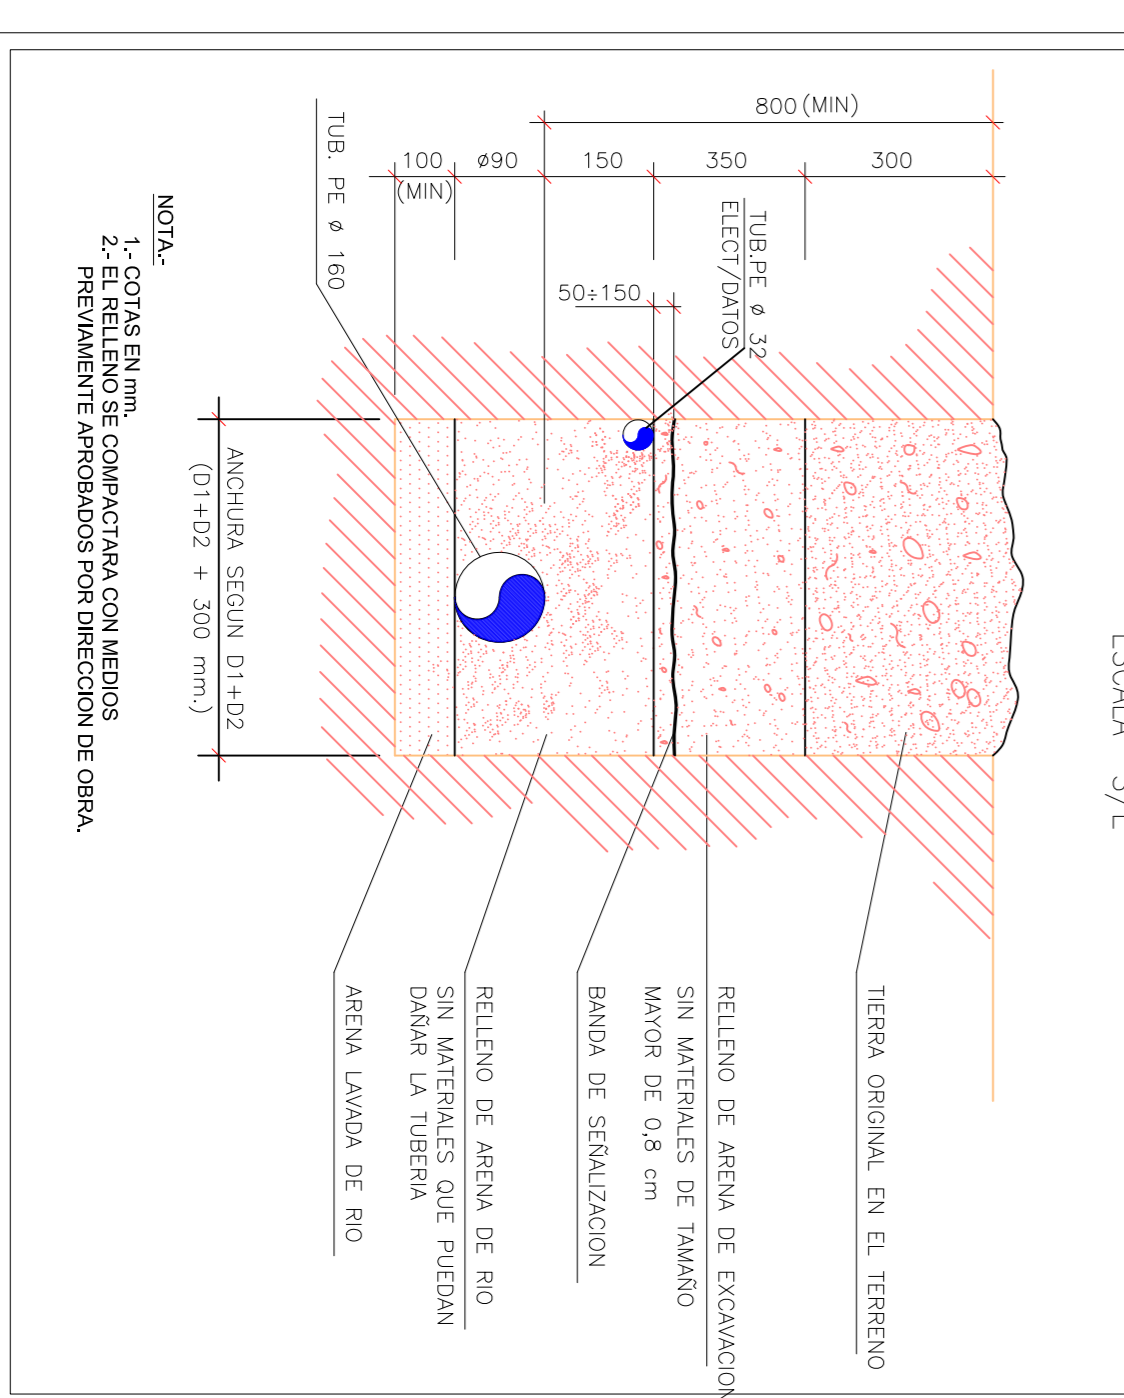 800 (MIN)
300
350
150
ø90
100
(MIN)
50÷150
TUB.PE ø 32
ELECT/DATOS
TUB. PE ø 160
TIERRA ORIGINAL EN EL TERRENO
RELLENO DE ARENA DE EXCAVACION
SIN MATERIALES DE TAMAÑO
MAYOR DE 0,8 cm
BANDA DE SEÑALIZACION
RELLENO DE ARENA DE RIO
SIN MATERIALES QUE PUEDAN
DAÑAR LA TUBERIA
ARENA LAVADA DE RIO
ANCHURA SEGUN D1+D2
(D1+D2 + 300 mm.)
NOTA.-
1.- COTAS EN mm.
2.- EL RELLENO SE COMPACTARA CON MEDIOS
PREVIAMENTE APROBADOS POR DIRECCION DE OBRA.
ESCALA S/E